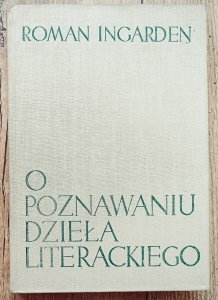 ROMAN INGARDEN
O
POZNAWANIU
DZIEŁA
LITERACKIEGO